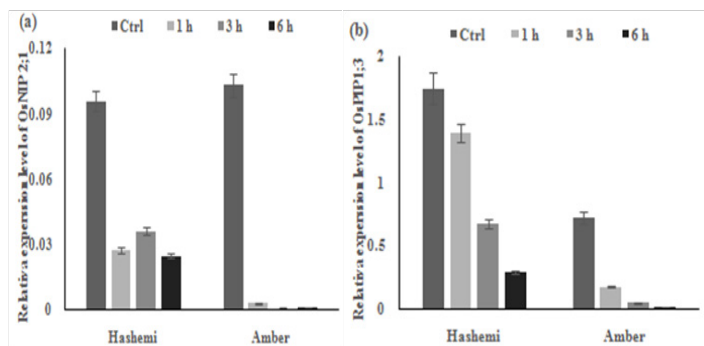 (a)
Ctrl 1 h 3 h 6 h
Relative expression level of OsNIP 2;1
0.12
0.09
0.06
0.03
0
Hashemi Amber
(b)
Ctrl 1 h 3 h 6 h
Relative expression level of OsPIP1;3
2
1.5
1
0.5
0
Hashemi Amber